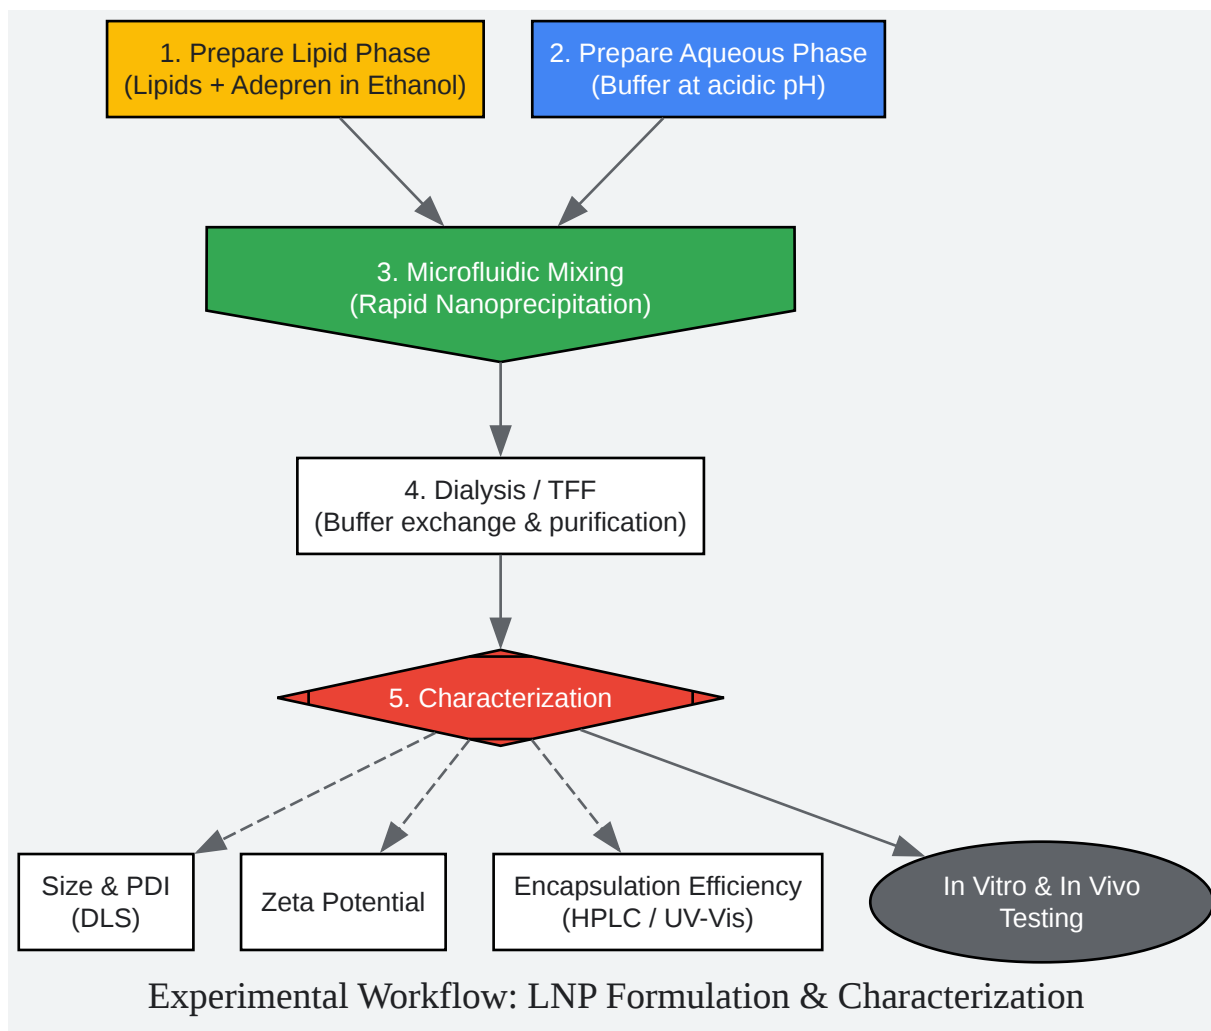 1. Prepare Lipid Phase
(Lipids + Adepren in Ethanol)
2. Prepare Aqueous Phase
(Buffer at acidic pH)
3. Microfluidic Mixing
(Rapid Nanoprecipitation)
4. Dialysis / TFF
(Buffer exchange & purification)
5. Characterization
Size & PDI
(DLS)
Zeta Potential
Encapsulation Efficiency
(HPLC / UV-Vis)
In Vitro & In Vivo
Testing
Experimental Workflow: LNP Formulation & Characterization